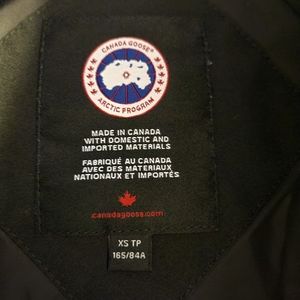 CANADA GOOSE®
ARCTIC PROGRAM
MADE IN CANADA
WITH DOMESTIC AND
IMPORTED MATERIALS
FABRIQUÉ AU CANADA
AVEC DES MATERIAUX
NATIONAUX ET IMPORTÉS
canadagoose.com
XS TP
165/84A